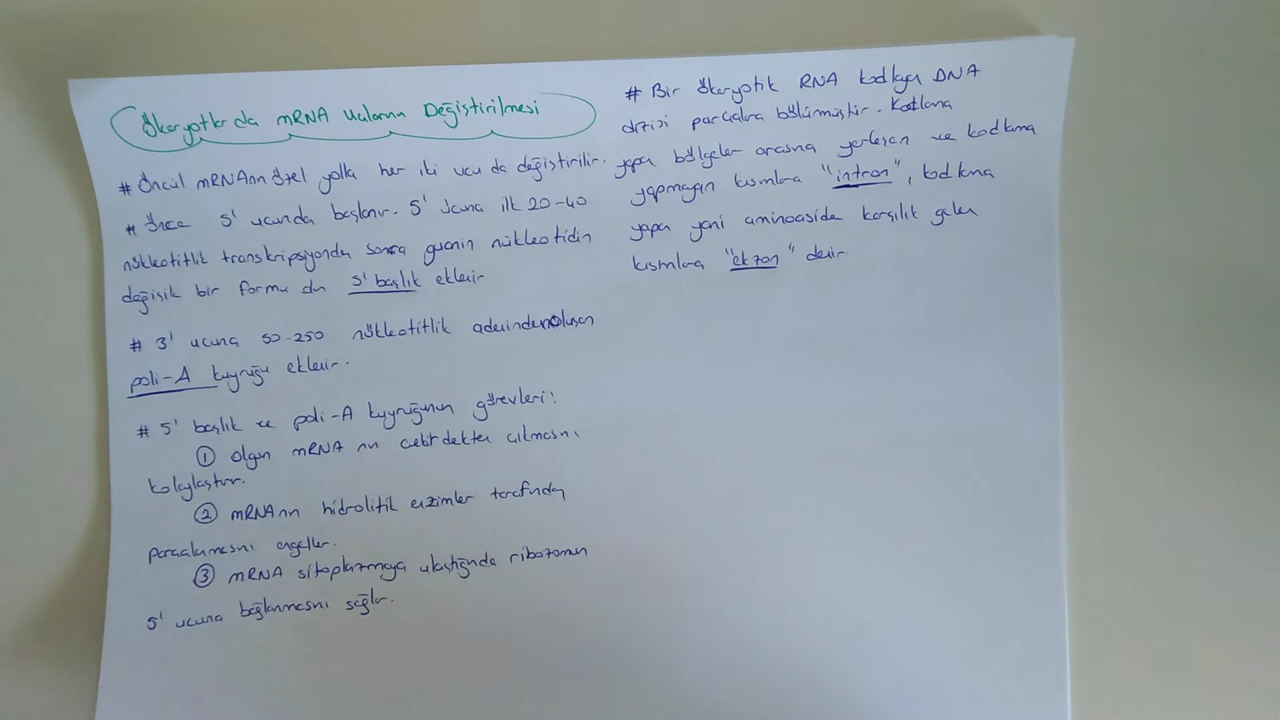 Ökaryotlarda mRNA Uçlarının Değiştirilmesi
# Öncül mRNAnın özel yolla her iki ucu da değiştirilir.
# Önce 5' ucunda başlanır. 5' ucuna ilk 20-40
nükleotitlik transkripsiyondan sonra guanin nükleotidin
değişik bir formu olan 5' başlık eklenir
# 3' ucuna 50-250 nükleotitlik adeninden oluşan
poli-A kuyruğu eklenir.
# 5' başlık ve poli-A kuyruğunun görevleri:
① Olgun mRNA nın çekirdekten çıkmasını
kolaylaştırır.
② mRNAnın hidrolitik enzimler tarafından
parçalanmasını engeller.
③ mRNA sitoplazmaya ulaştığında ribozomun
5' ucuna bağlanmasını sağlar.
# Bir ökaryotik RNA kodlayan DNA
dizisi parçalara bölünmüştür. Kodlama
yapan bölgeler arasına yerleşen ve kodlama
yapmayan kısımlara "intron", kodlama
yapan yani aminoaside karşılık gelen
kısımlara "ekzon" denir.